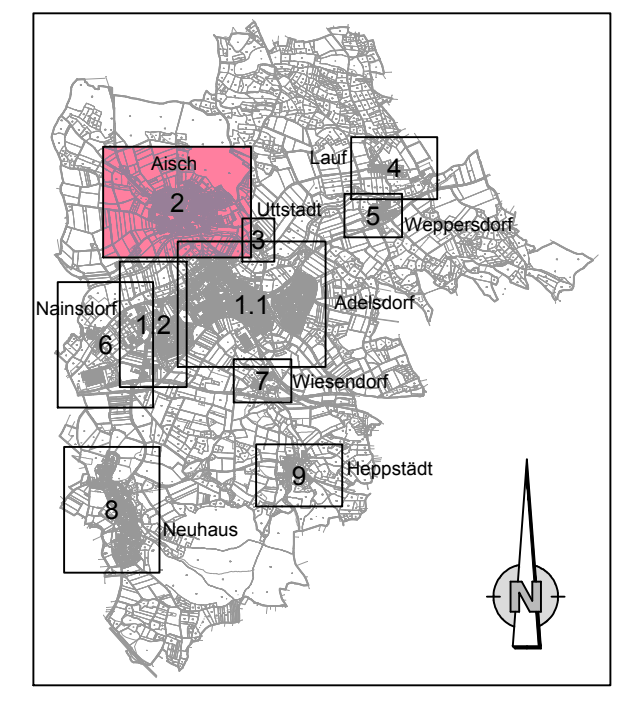 Aisch
2
Lauf
4
Uttstadt
3
5
Weppersdorf
Nainsdorf
1.2
1.1
Adelsdorf
6
7
Wiesendorf
9
Heppstädt
8
Neuhaus
N